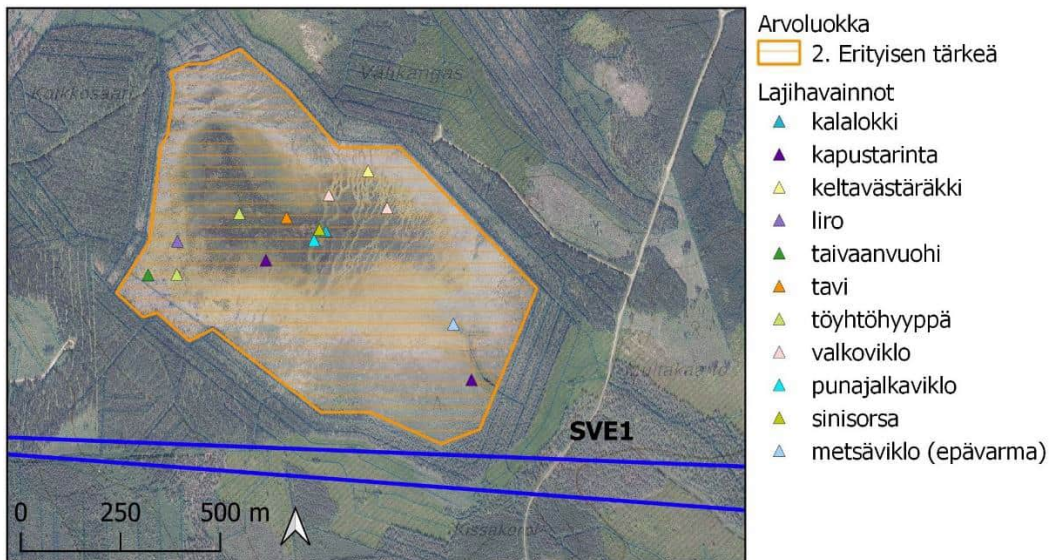 Kaikkosaari
Välikangas
SVE1
Kissakorpi
0 250 500 m
Arvoluokka
2. Erityisen tärkeä
Lajihavainnot
kalalokki
kapustarinta
keltavästäräkki
liro
taivaanvuohi
tavi
töyhtöhyyppä
valkoviklo
punajalkaviklo
sinisorsa
metsäviklo (epävarma)